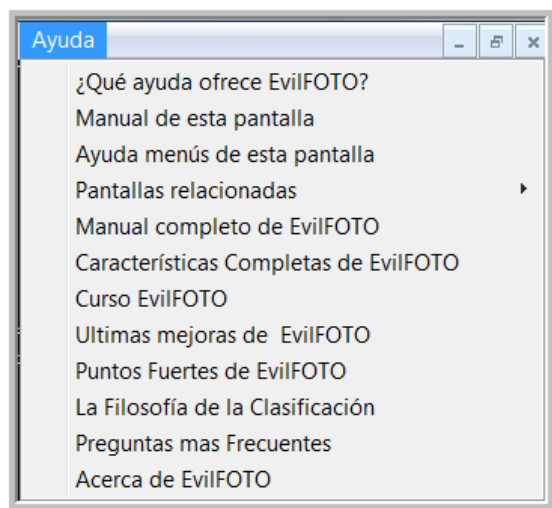 Ayuda
¿Qué ayuda ofrece EvilFOTO?
Manual de esta pantalla
Ayuda menús de esta pantalla
Pantallas relacionadas
Manual completo de EvilFOTO
Características Completas de EvilFOTO
Curso EvilFOTO
Ultimas mejoras de  EvilFOTO
Puntos Fuertes de EvilFOTO
La Filosofía de la Clasificación
Preguntas mas Frecuentes
Acerca de EvilFOTO